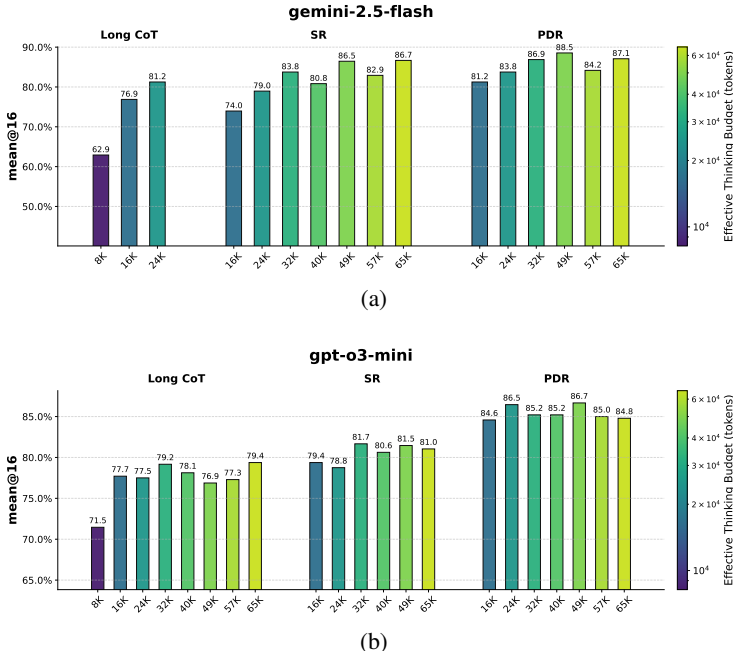 gemini-2.5-flash
Long CoT SR PDR
90.0%
80.0%
70.0%
60.0%
50.0%
mean@16
62.9 76.9 81.2 74.0 79.0 83.8 80.8 86.5 82.9 86.7 81.2 83.8 86.9 88.5 84.2 87.1
8K 16K 24K 16K 24K 32K 40K 49K 57K 65K 16K 24K 32K 49K 57K 65K
6 × 10⁴
4 × 10⁴
3 × 10⁴
2 × 10⁴
10⁴
Effective Thinking Budget (tokens)
(a)
gpt-o3-mini
Long CoT SR PDR
85.0%
80.0%
75.0%
70.0%
65.0%
mean@16
71.5 77.7 77.5 79.2 78.1 76.9 77.3 79.4 79.4 78.8 81.7 80.6 81.5 81.0 84.6 86.5 85.2 85.2 86.7 85.0 84.8
8K 16K 24K 32K 40K 49K 57K 65K 16K 24K 32K 40K 49K 65K 16K 24K 32K 40K 49K 57K 65K
6 × 10⁴
4 × 10⁴
3 × 10⁴
2 × 10⁴
10⁴
Effective Thinking Budget (tokens)
(b)